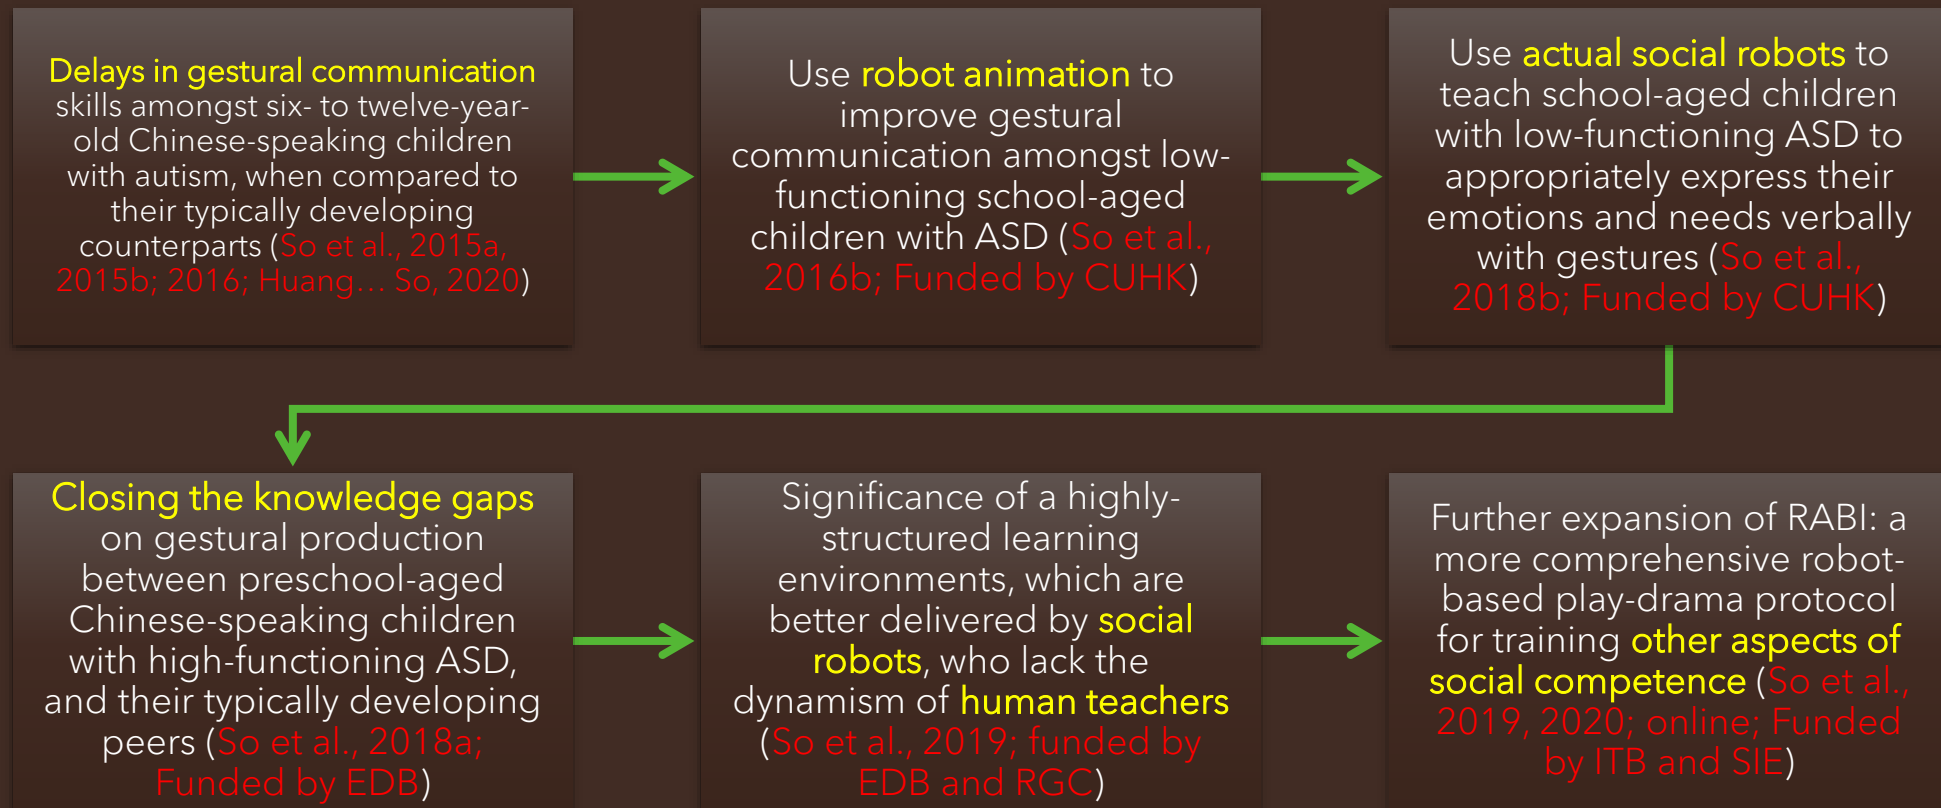 Delays in gestural communication
skills amongst six- to twelve-year-
old Chinese-speaking children
with autism, when compared to
their typically developing
counterparts (So et al., 2015a,
2015b; 2016; Huang… So, 2020)
Use robot animation to
improve gestural
communication amongst low-
functioning school-aged
children with ASD (So et al.,
2016b; Funded by CUHK)
Use actual social robots to
teach school-aged children
with low-functioning ASD to
appropriately express their
emotions and needs verbally
with gestures (So et al.,
2018b; Funded by CUHK)
Closing the knowledge gaps
on gestural production
between preschool-aged
Chinese-speaking children
with high-functioning ASD,
and their typically developing
peers (So et al., 2018a;
Funded by EDB)
Significance of a highly-
structured learning
environments, which are
better delivered by social
robots, who lack the
dynamism of human teachers
(So et al., 2019; funded by
EDB and RGC)
Further expansion of RABI: a
more comprehensive robot-
based play-drama protocol
for training other aspects of
social competence (So et al.,
2019, 2020; online; Funded
by ITB and SIE)